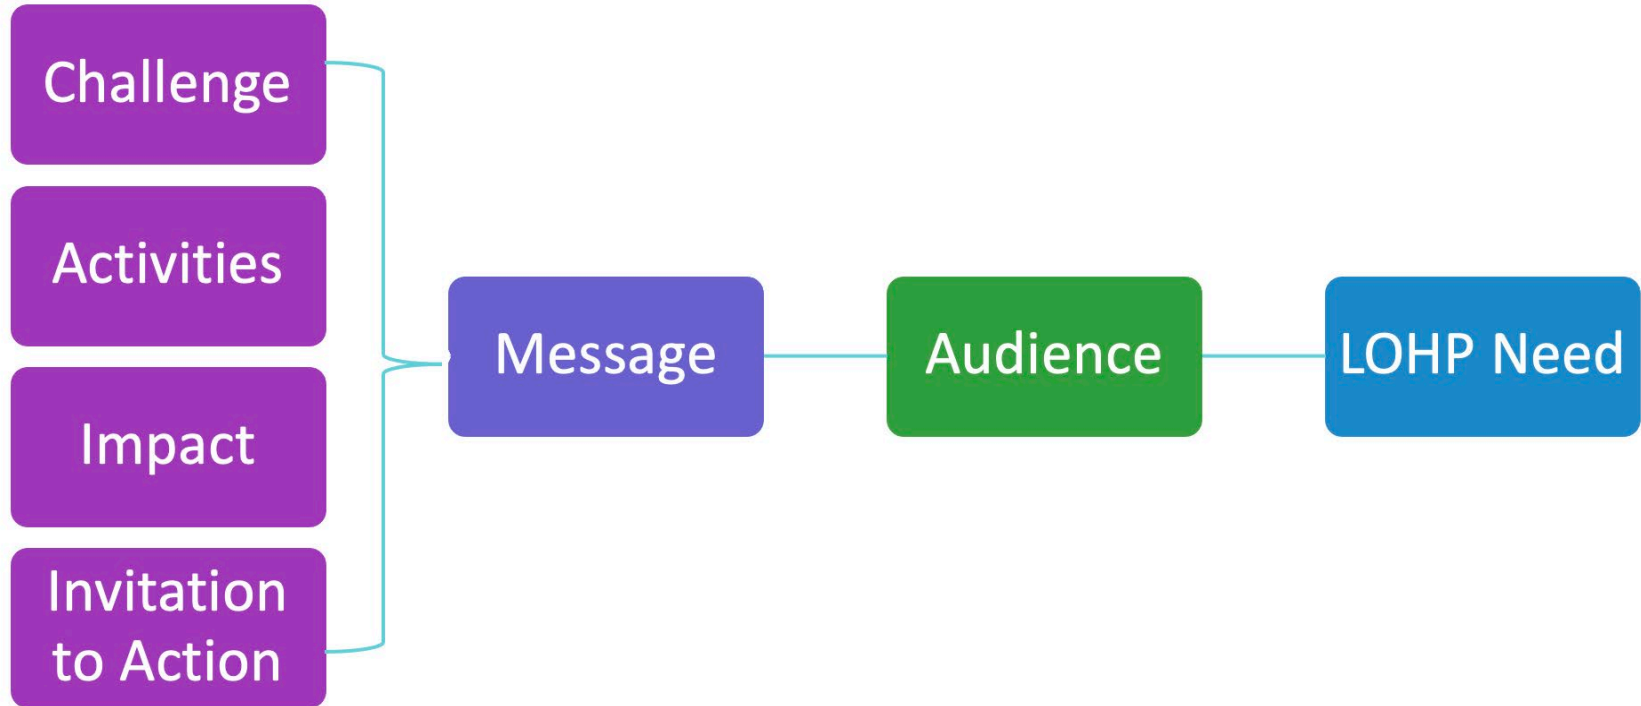 Challenge
Activities
Impact
Invitation
to Action
Message
Audience
LOHP Need